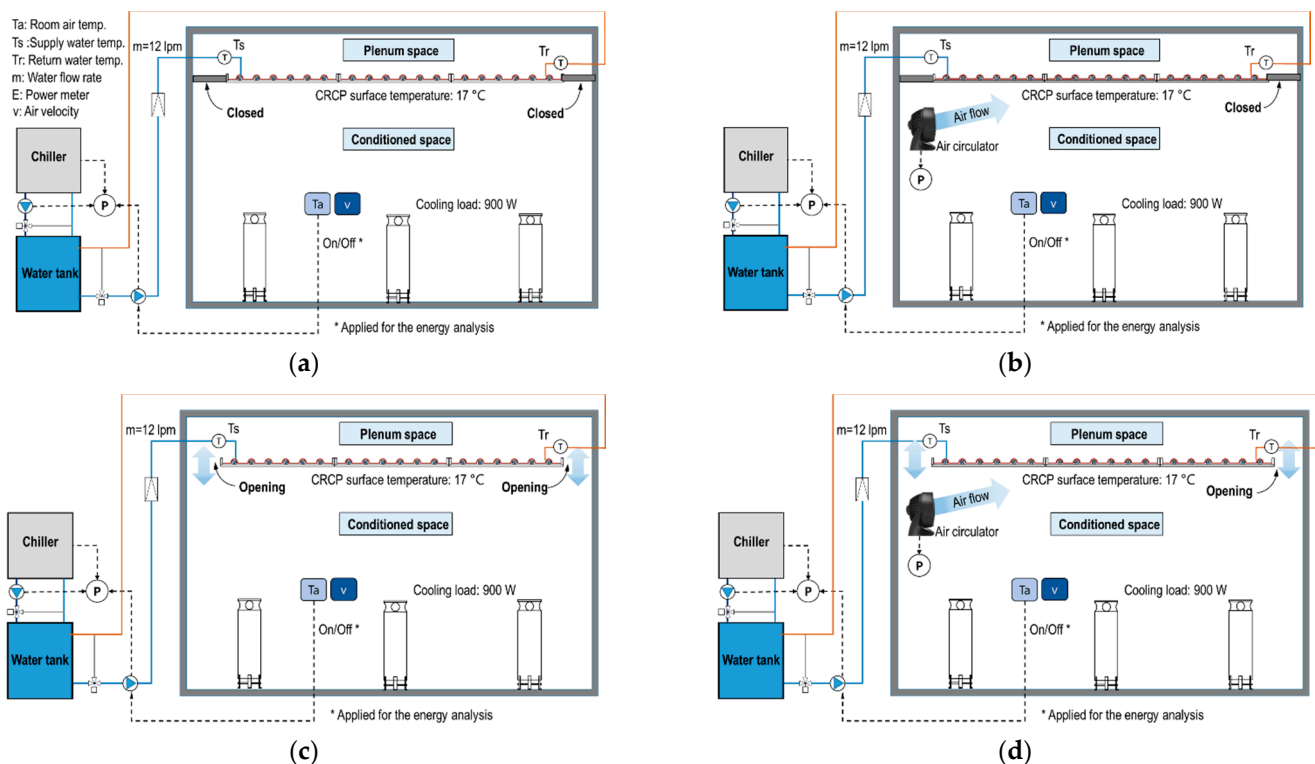 Ta: Room air temp.
Ts :Supply water temp.
Tr: Return water temp.
m: Water flow rate
E: Power meter
v: Air velocity
m=12 lpm
Ts
T
Plenum space
Tr
T
CRCP surface temperature: 17 °C
Closed
Closed
Conditioned space
Chiller
P
Ta
v
Cooling load: 900 W
On/Off *
Water tank
* Applied for the energy analysis
(a)
m=12 lpm
Ts
T
Plenum space
Tr
T
CRCP surface temperature: 17 °C
Closed
Air flow
Air circulator
Conditioned space
P
Chiller
P
Ta
v
Cooling load: 900 W
On/Off *
Water tank
* Applied for the energy analysis
(b)
m=12 lpm
Ts
T
Plenum space
Tr
T
CRCP surface temperature: 17 °C
Opening
Opening
Conditioned space
Chiller
P
Ta
v
Cooling load: 900 W
On/Off *
Water tank
* Applied for the energy analysis
(c)
m=12 lpm
Ts
T
Plenum space
Tr
T
CRCP surface temperature: 17 °C
Opening
Air flow
Air circulator
Conditioned space
P
Chiller
P
Ta
v
Cooling load: 900 W
On/Off *
Water tank
* Applied for the energy analysis
(d)